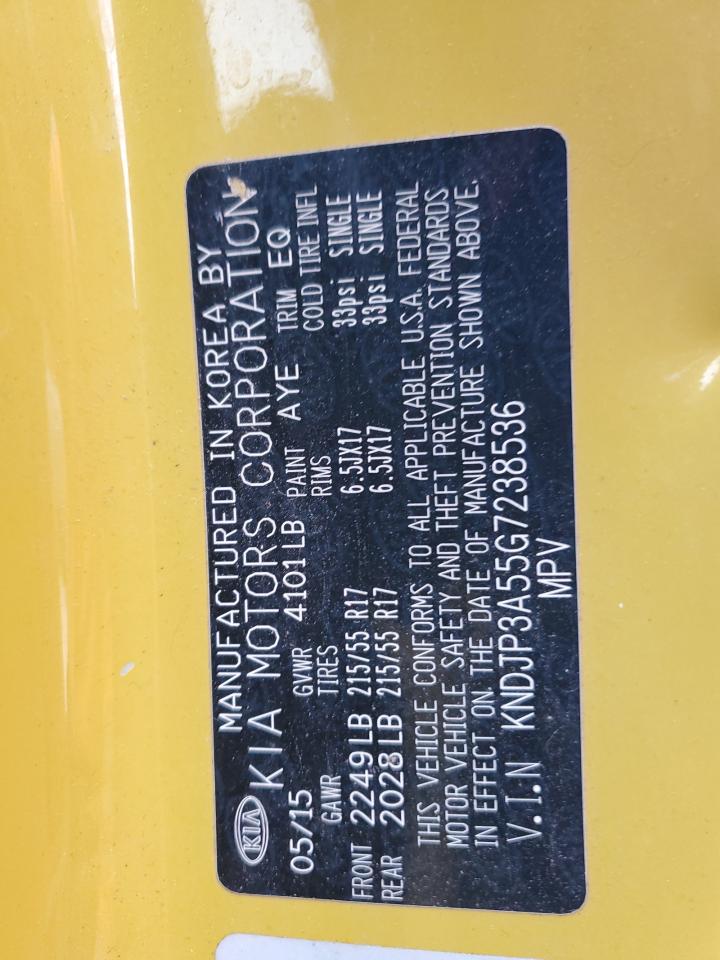 MANUFACTURED IN KOREA BY
KIA KIA MOTORS CORPORATION
05/15 GVWR 4101LB PAINT AYE TRIM EQ
GAWR TIRES RIMS COLD TIRE INFL
FRONT 2249LB 215/55 R17 6.5JX17 33psi SINGLE
REAR 2028LB 215/55 R17 6.5JX17 33psi SINGLE
THIS VEHICLE CONFORMS TO ALL APPLICABLE U.S.A. FEDERAL
MOTOR VEHICLE SAFETY AND THEFT PREVENTION STANDARDS
IN EFFECT ON THE DATE OF MANUFACTURE SHOWN ABOVE.
V.I.N KNDJP3A55G7238536
MPV